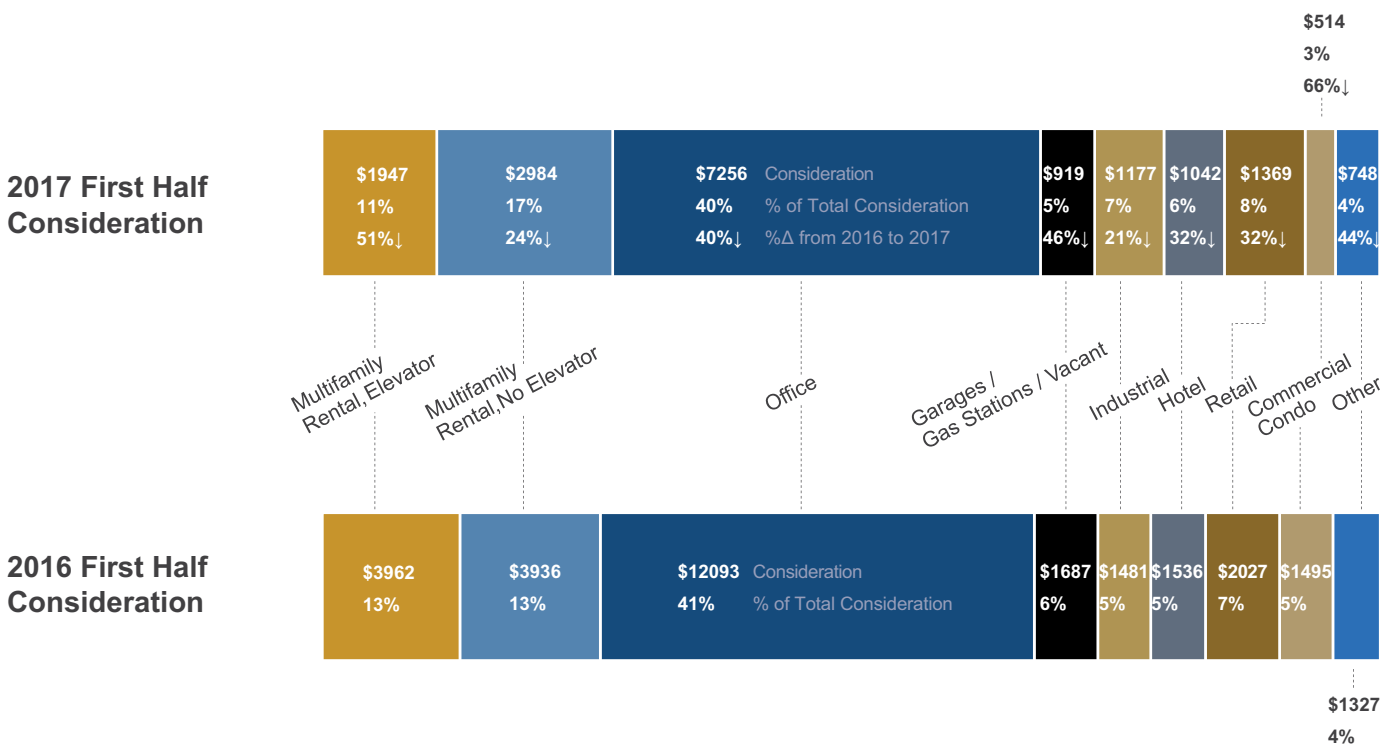 $514
3%
66%↓
2017 First Half
Consideration
$1947
11%
51%↓
$2984
17%
24%↓
$7256 Consideration
40% % of Total Consideration
40%↓ %Δ from 2016 to 2017
$919
5%
46%↓
$1177
7%
21%↓
$1042
6%
32%↓
$1369
8%
32%↓
$748
4%
44%↓
Multifamily
Rental, Elevator
Multifamily
Rental, No Elevator
Office
Garages /
Gas Stations / Vacant
Industrial
Hotel
Retail
Commercial
Condo
Other
2016 First Half
Consideration
$3962
13%
$3936
13%
$12093 Consideration
41% % of Total Consideration
$1687
6%
$1481
5%
$1536
5%
$2027
7%
$1495
5%
$1327
4%